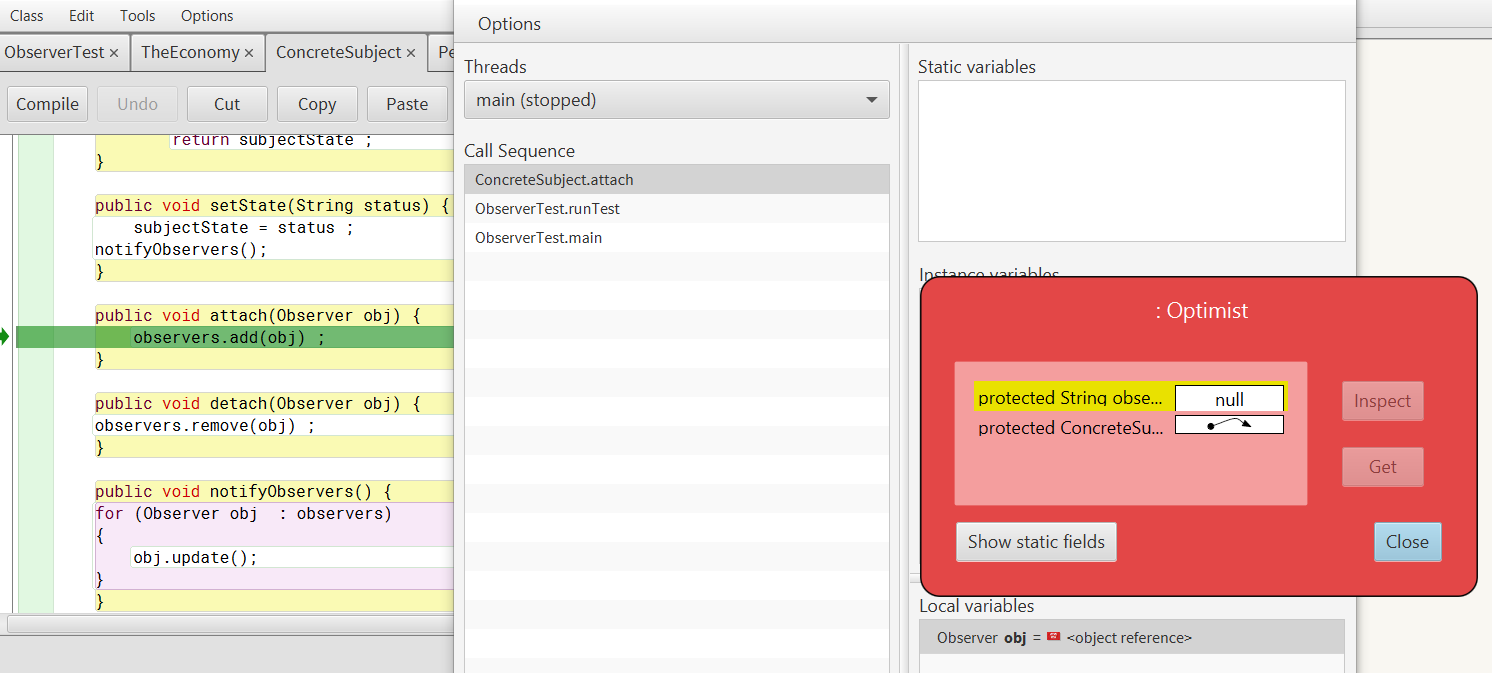 Class Edit Tools Options
ObserverTest × TheEconomy × ConcreteSubject × Pe
Compile Undo Cut Copy Paste
return subjectState ;
}
public void setState(String status) {
subjectState = status ;
notifyObservers();
}
public void attach(Observer obj) {
observers.add(obj) ;
}
public void detach(Observer obj) {
observers.remove(obj) ;
}
public void notifyObservers() {
for (Observer obj  : observers)
{
obj.update();
}
}
Options
Threads
main (stopped)
Call Sequence
ConcreteSubject.attach
ObserverTest.runTest
ObserverTest.main
Static variables
Instance variables
: Optimist
protected String obse... null
protected ConcreteSu...
Inspect
Get
Show static fields
Close
Local variables
Observer obj = <object reference>